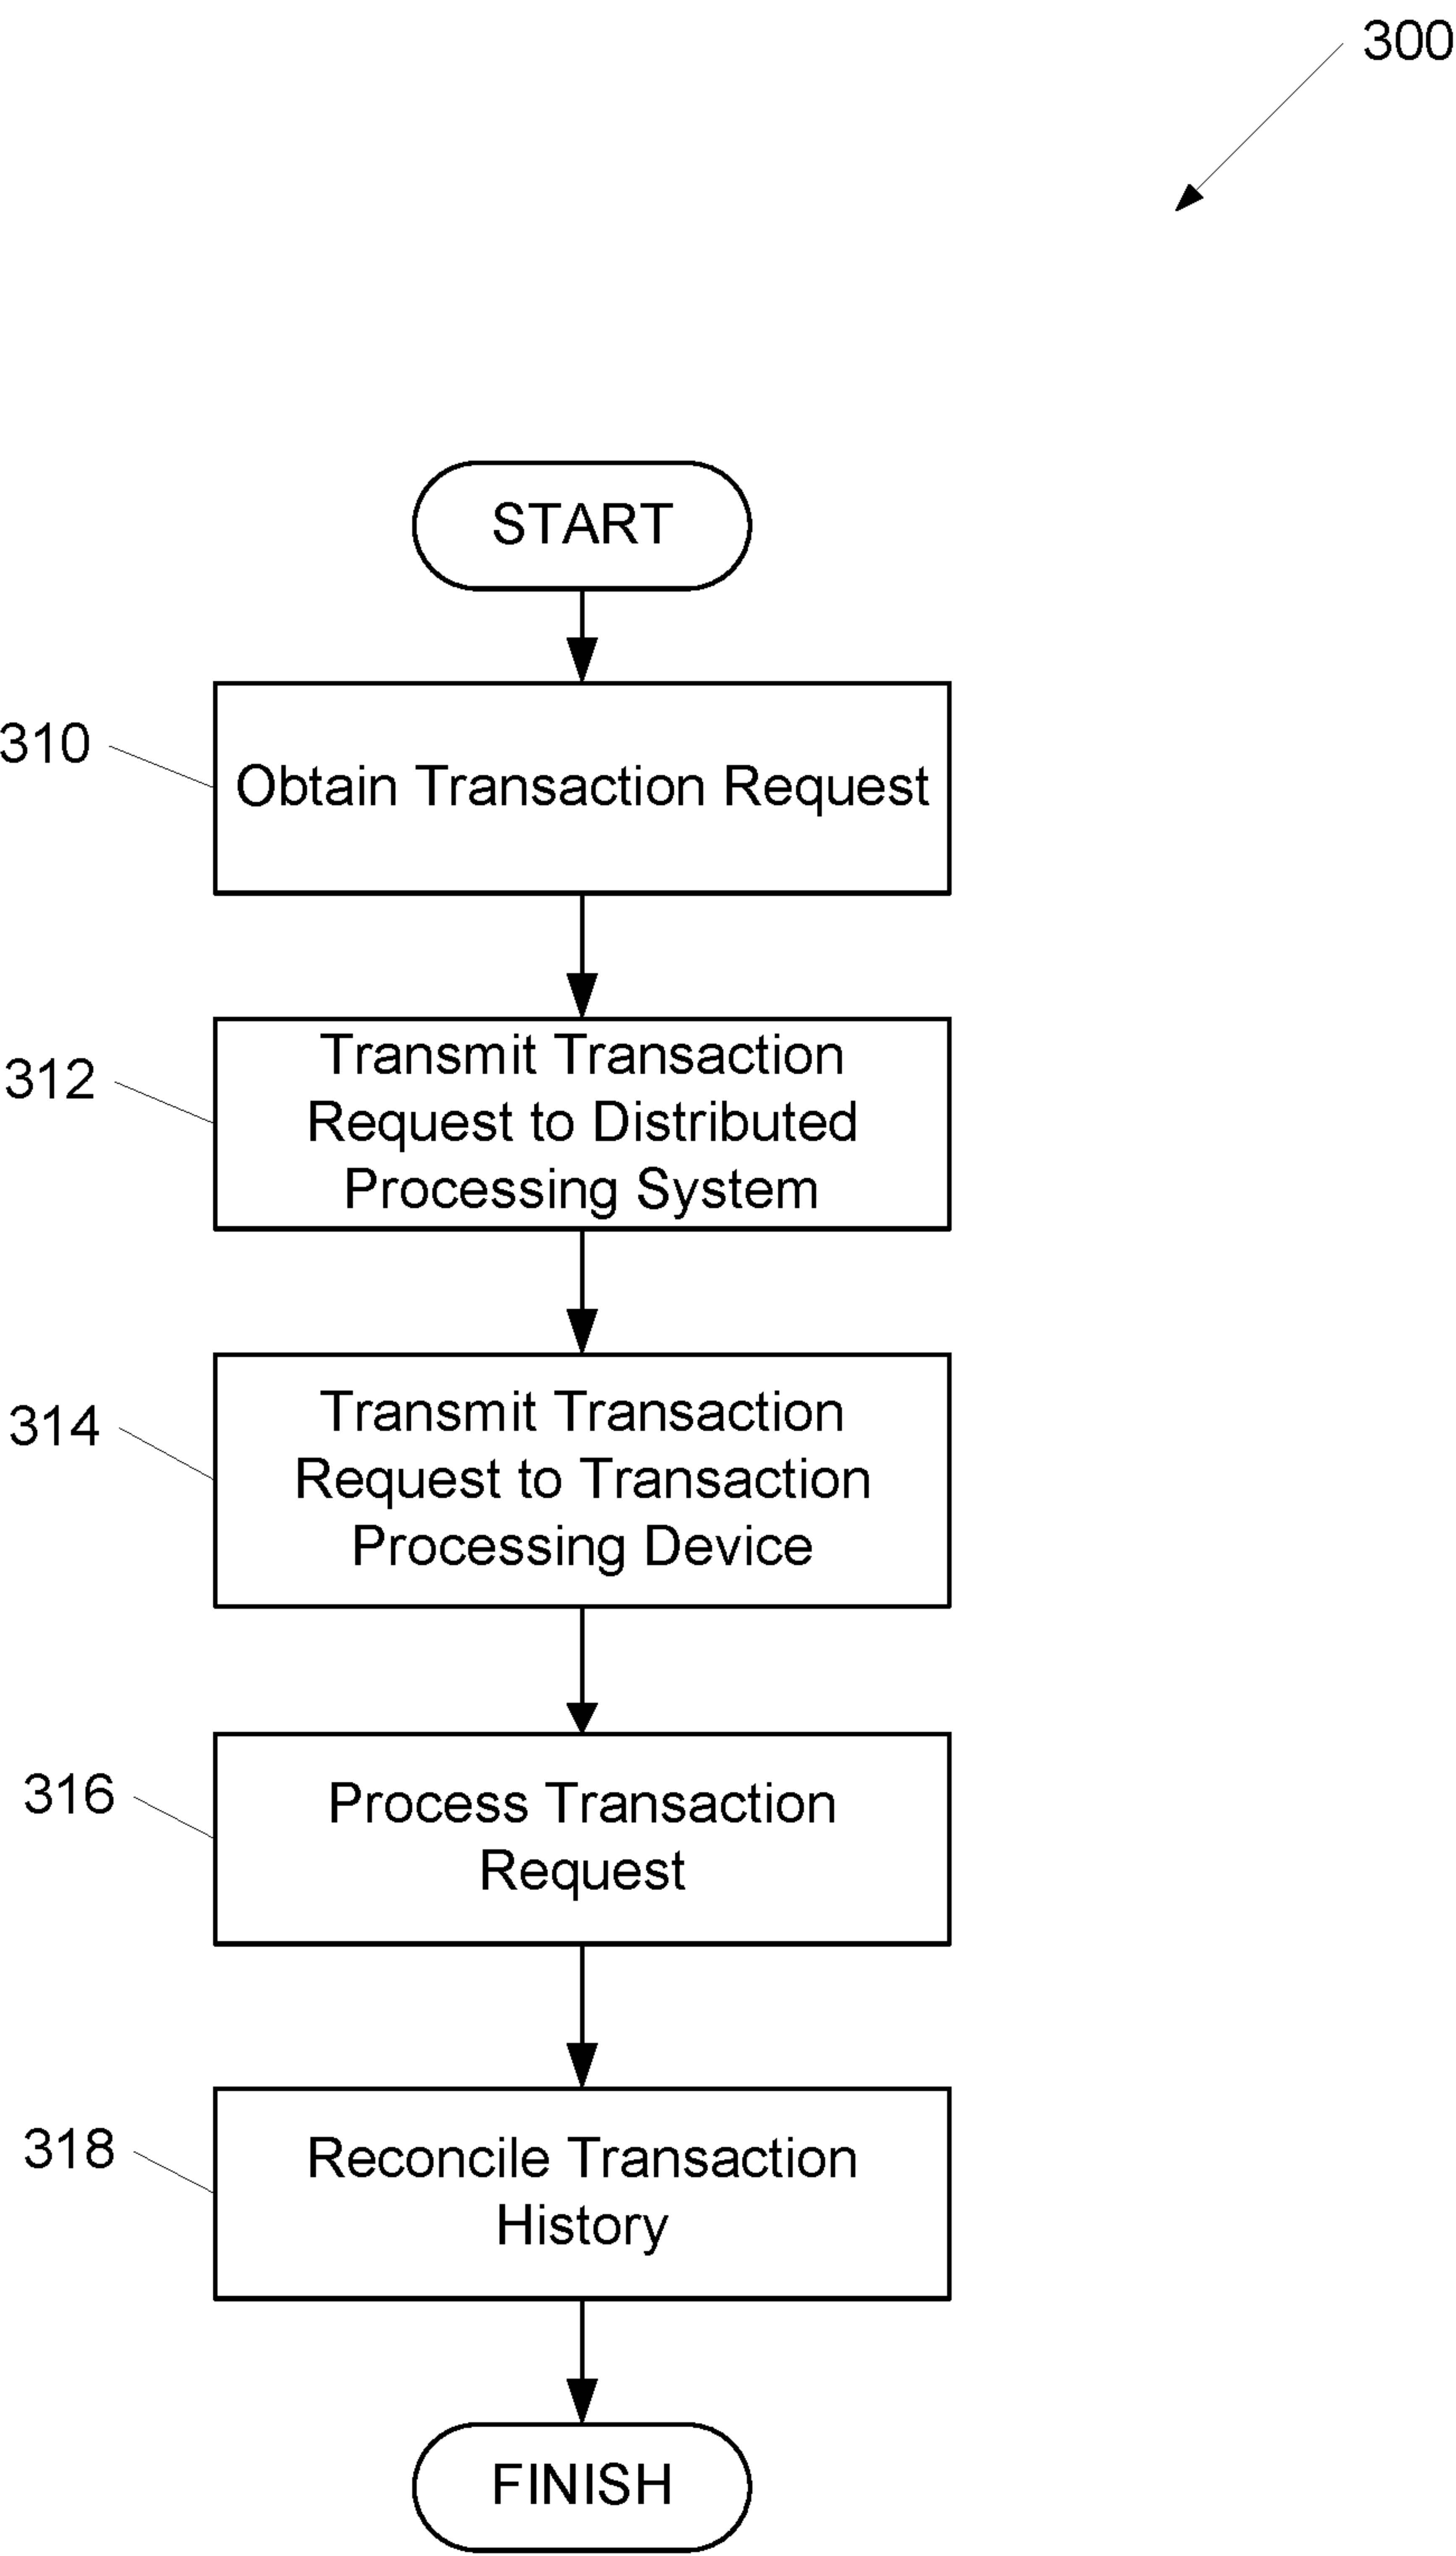 300
START
310
Obtain Transaction Request
312
Transmit Transaction
Request to Distributed
Processing System
314
Transmit Transaction
Request to Transaction
Processing Device
316
Process Transaction
Request
318
Reconcile Transaction
History
FINISH